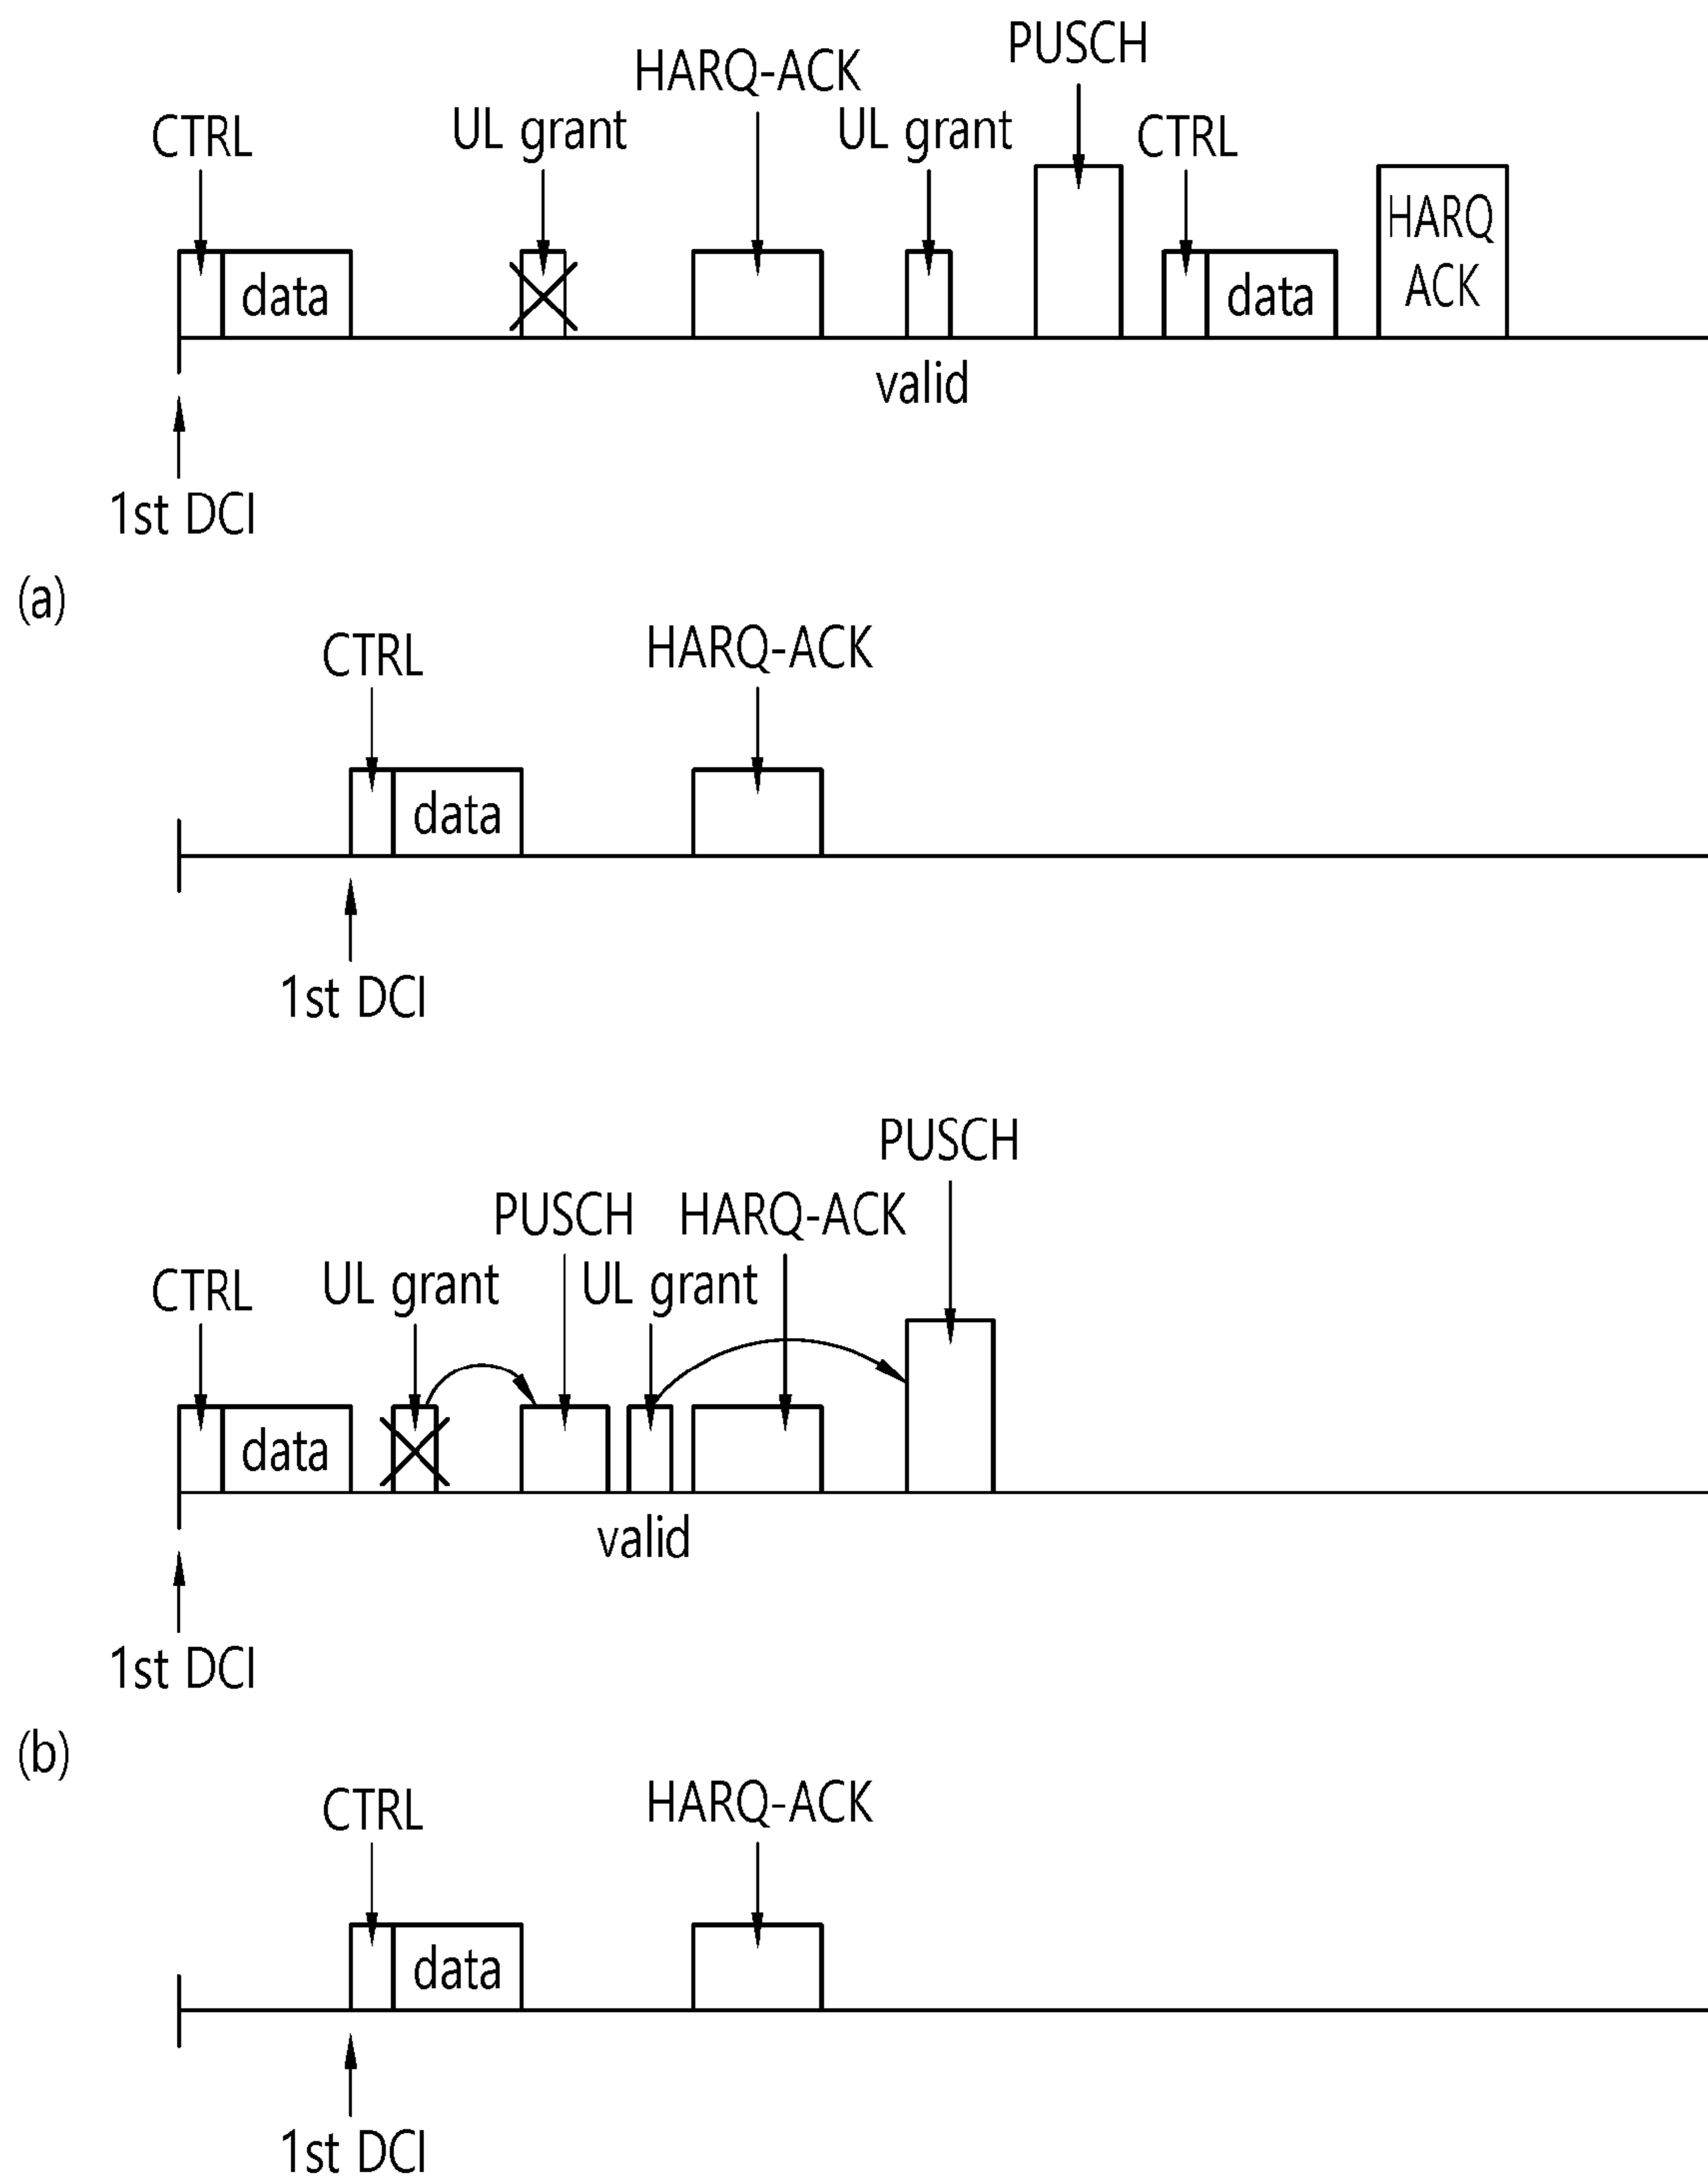 PUSCH
HARQ-ACK
CTRL
UL grant
UL grant
CTRL
data
data
HARQ
ACK
valid
1st DCI
(a)
CTRL
HARQ-ACK
data
1st DCI
PUSCH
PUSCH
HARQ-ACK
CTRL
UL grant
UL grant
data
valid
1st DCI
(b)
CTRL
HARQ-ACK
data
1st DCI